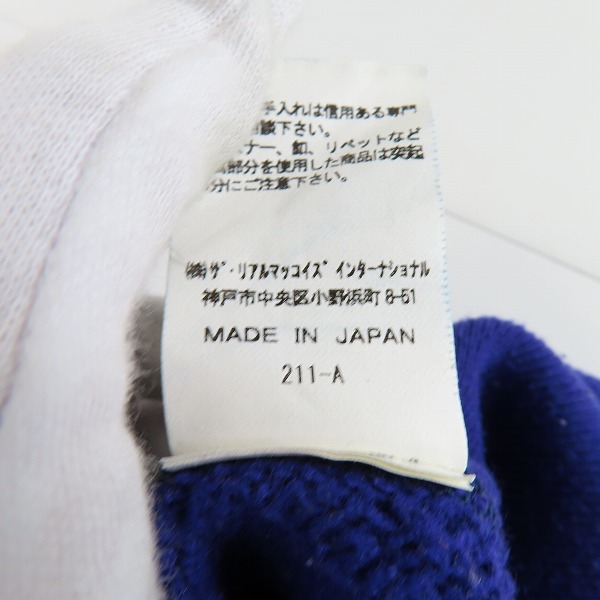 手入れは信用ある専門
談下さい。
ナー、釦、リベットなど
部分を使用した商品は突起
分にご注意下さい。
㈱ｻﾞ･リアルマッコイズ インターナショナル
神戸市中央区小野浜町8-51
MADE IN JAPAN
211-A